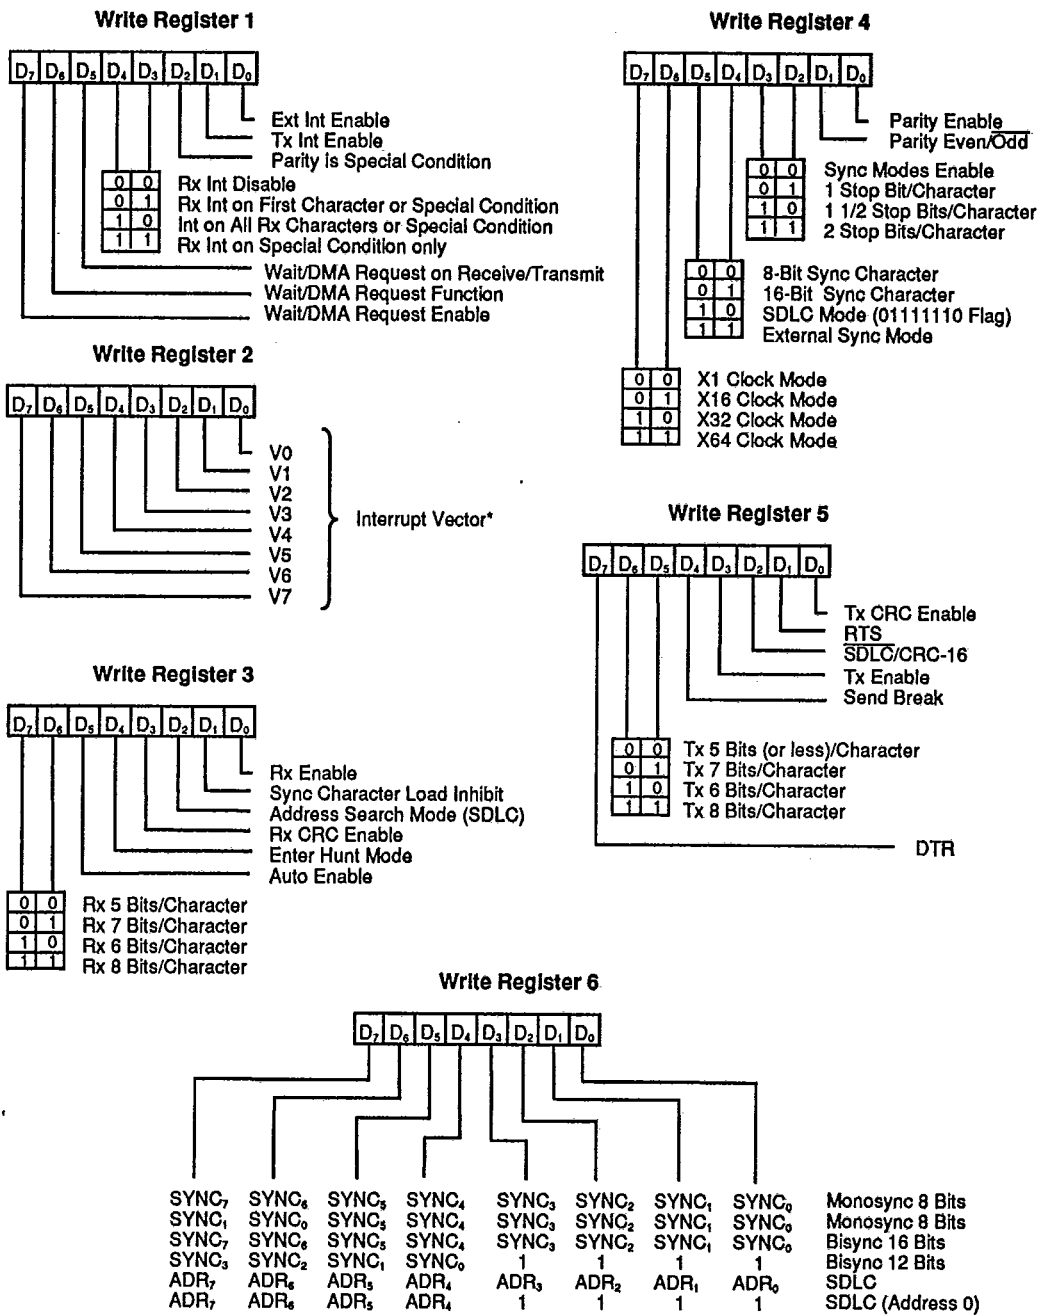 Write Register 1
D₇ D₆ D₅ D₄ D₃ D₂ D₁ D₀
Ext Int Enable
Tx Int Enable
Parity is Special Condition
0 0 Rx Int Disable
0 1 Rx Int on First Character or Special Condition
1 0 Int on All Rx Characters or Special Condition
1 1 Rx Int on Special Condition only
Wait/DMA Request on Receive/Transmit
Wait/DMA Request Function
Wait/DMA Request Enable
Write Register 2
D₇ D₆ D₅ D₄ D₃ D₂ D₁ D₀
V0
V1
V2
V3
V4
V5
V6
V7
Interrupt Vector*
Write Register 3
D₇ D₆ D₅ D₄ D₃ D₂ D₁ D₀
Rx Enable
Sync Character Load Inhibit
Address Search Mode (SDLC)
Rx CRC Enable
Enter Hunt Mode
Auto Enable
0 0 Rx 5 Bits/Character
0 1 Rx 7 Bits/Character
1 0 Rx 6 Bits/Character
1 1 Rx 8 Bits/Character
Write Register 4
D₇ D₆ D₅ D₄ D₃ D₂ D₁ D₀
Parity Enable
Parity Even/O̅d̅d̅
0 0 Sync Modes Enable
0 1 1 Stop Bit/Character
1 0 1 1/2 Stop Bits/Character
1 1 2 Stop Bits/Character
0 0 8-Bit Sync Character
0 1 16-Bit Sync Character
1 0 SDLC Mode (01111110 Flag)
1 1 External Sync Mode
0 0 X1 Clock Mode
0 1 X16 Clock Mode
1 0 X32 Clock Mode
1 1 X64 Clock Mode
Write Register 5
D₇ D₆ D₅ D₄ D₃ D₂ D₁ D₀
Tx CRC Enable
RTS
S̅D̅L̅C̅/CRC-16
Tx Enable
Send Break
0 0 Tx 5 Bits (or less)/Character
0 1 Tx 7 Bits/Character
1 0 Tx 6 Bits/Character
1 1 Tx 8 Bits/Character
DTR
Write Register 6
D₇ D₆ D₅ D₄ D₃ D₂ D₁ D₀
SYNC₇ SYNC₆ SYNC₅ SYNC₄ SYNC₃ SYNC₂ SYNC₁ SYNC₀ Monosync 8 Bits
SYNC₁ SYNC₀ SYNC₅ SYNC₄ SYNC₃ SYNC₂ SYNC₁ SYNC₀ Monosync 8 Bits
SYNC₇ SYNC₆ SYNC₅ SYNC₄ SYNC₃ SYNC₂ SYNC₁ SYNC₀ Bisync 16 Bits
SYNC₃ SYNC₂ SYNC₁ SYNC₀ 1 1 1 1 Bisync 12 Bits
ADR₇ ADR₆ ADR₅ ADR₄ ADR₃ ADR₂ ADR₁ ADR₀ SDLC
ADR₇ ADR₆ ADR₅ ADR₄ 1 1 1 1 SDLC (Address 0)